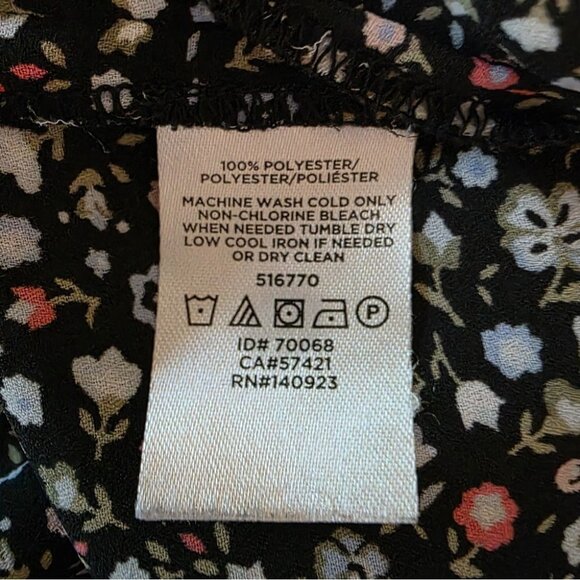 100% POLYESTER/
POLYESTER/POLIÉSTER
MACHINE WASH COLD ONLY
NON-CHLORINE BLEACH
WHEN NEEDED TUMBLE DRY
LOW COOL IRON IF NEEDED
OR DRY CLEAN
516770
P
ID# 70068
CA#57421
RN#140923